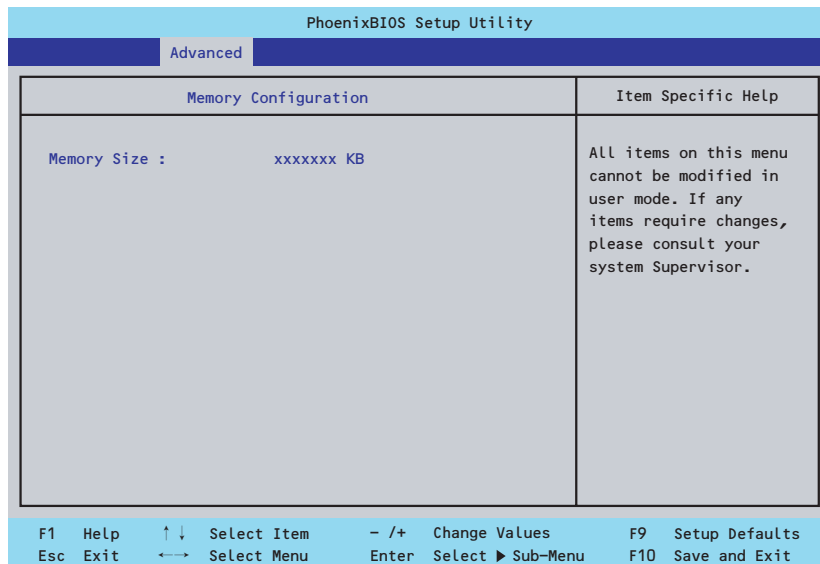 PhoenixBIOS Setup Utility
Advanced
Memory Configuration
Item Specific Help
Memory Size : xxxxxxx KB
All items on this menu
cannot be modified in
user mode. If any
items require changes,
please consult your
system Supervisor.
F1 Help ↑↓ Select Item - /+ Change Values F9 Setup Defaults
Esc Exit ←→ Select Menu Enter Select ▶ Sub-Menu F10 Save and Exit